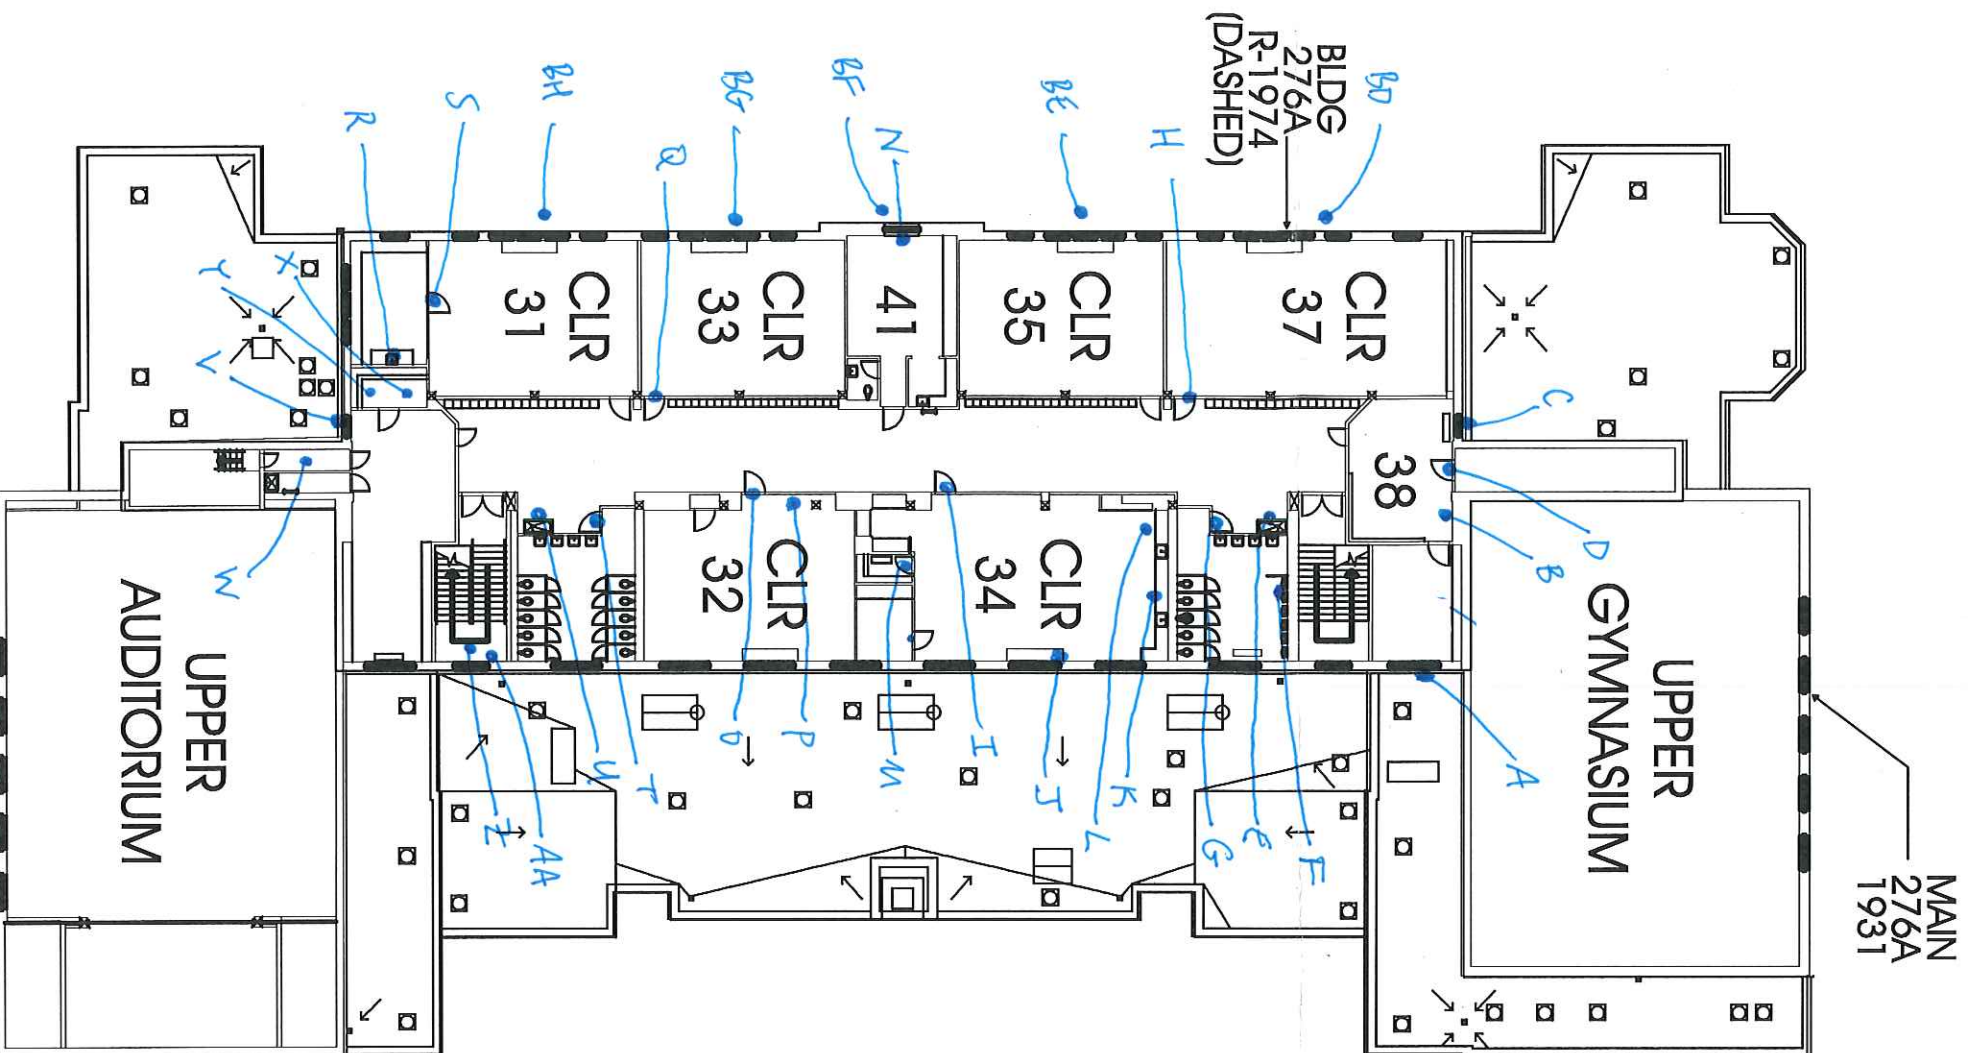 MAIN
276A
1931
UPPER
GYMNASIUM
D
C
B
A
38
BD
BLDG
276A
R-1974
(DASHED)
CLR
37
F
E
G
H
K
L
BE
CLR
35
J
CLR
34
I
N
41
M
BF
P
O
CLR
33
CLR
32
BG
Q
T
U
BH
CLR
31
AA
Z
S
R
X
Y
V
W
UPPER
AUDITORIUM